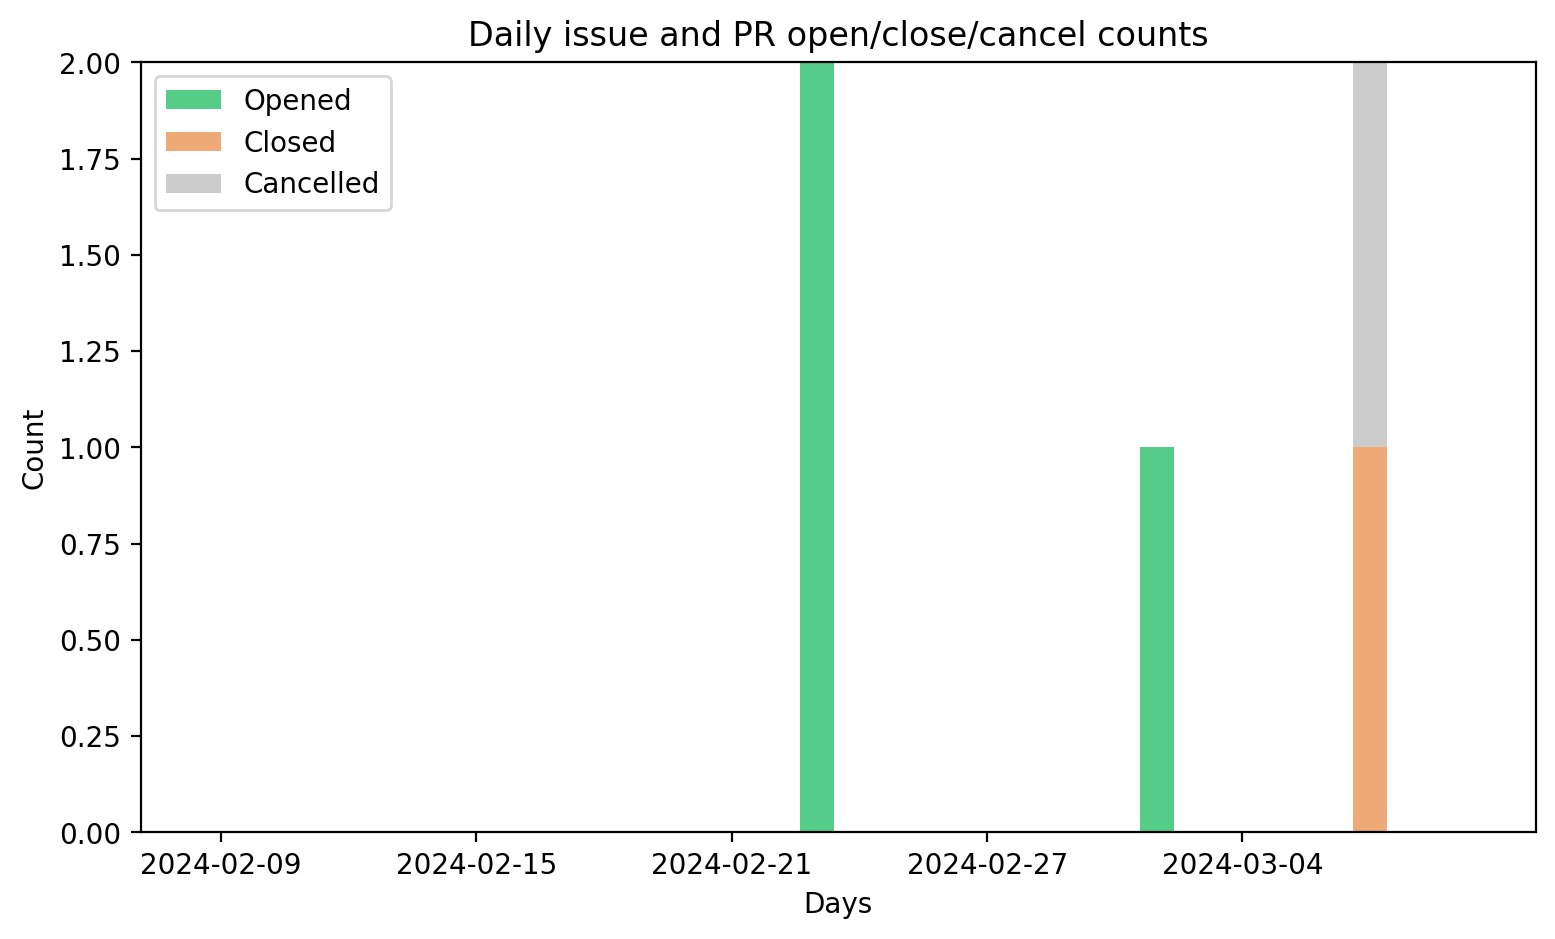 Daily issue and PR open/close/cancel counts
Opened
Closed
Cancelled
2.00
1.75
1.50
1.25
1.00
0.75
0.50
0.25
0.00
Count
2024-02-09 2024-02-15 2024-02-21 2024-02-27 2024-03-04
Days